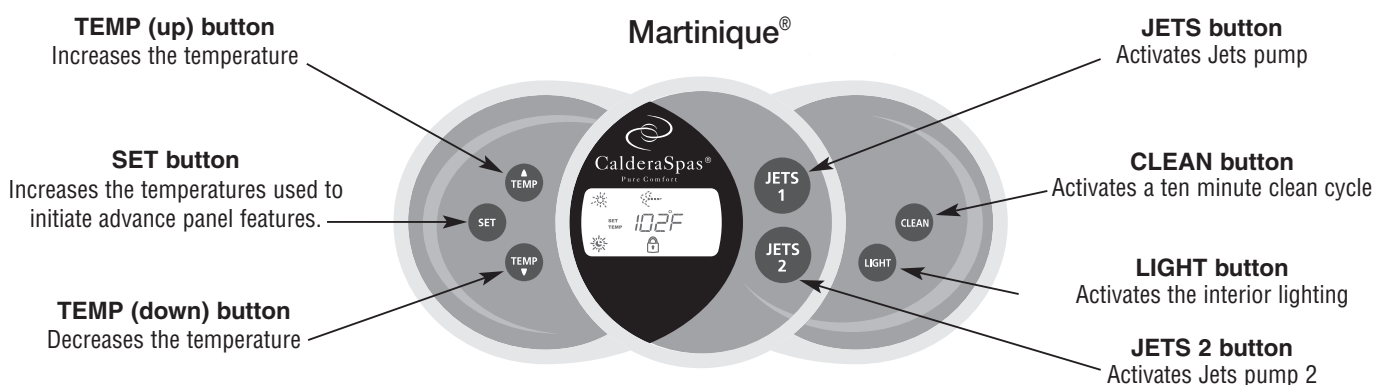 Martinique®
TEMP (up) button
Increases the temperature
SET button
Increases the temperatures used to
initiate advance panel features.
TEMP (down) button
Decreases the temperature
TEMP
SET
TEMP
CalderaSpas®
Pure Comfort
SET
TEMP
102°F
JETS
1
JETS
2
CLEAN
LIGHT
JETS button
Activates Jets pump
CLEAN button
Activates a ten minute clean cycle
LIGHT button
Activates the interior lighting
JETS 2 button
Activates Jets pump 2